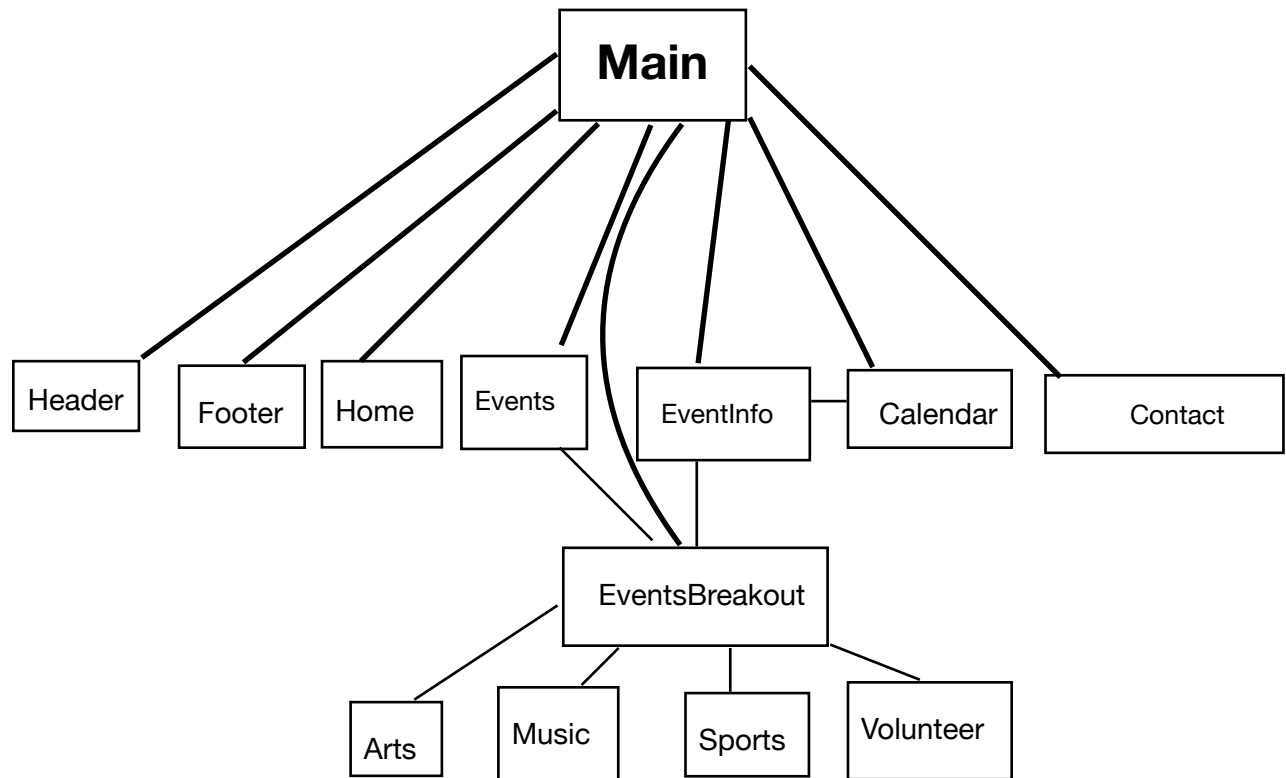 Main
Header
Footer
Home
Events
EventInfo
Calendar
Contact
EventsBreakout
Arts
Music
Sports
Volunteer